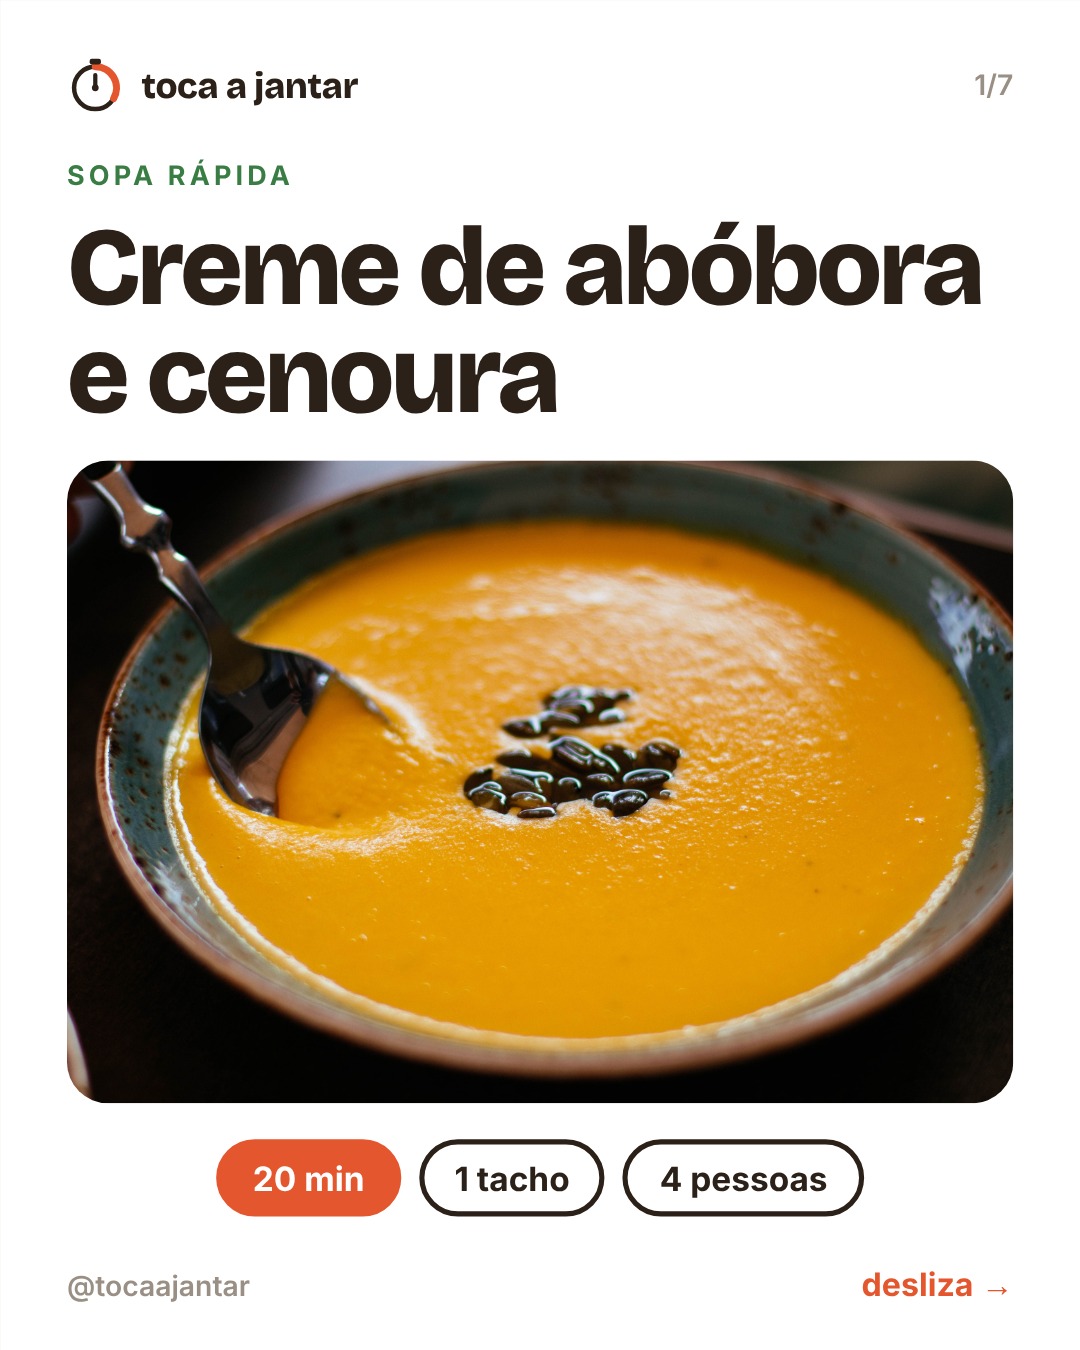 toca a jantar
1/7
SOPA RÁPIDA
Creme de abóbora
e cenoura
20 min
1 tacho
4 pessoas
@tocaajantar
desliza →